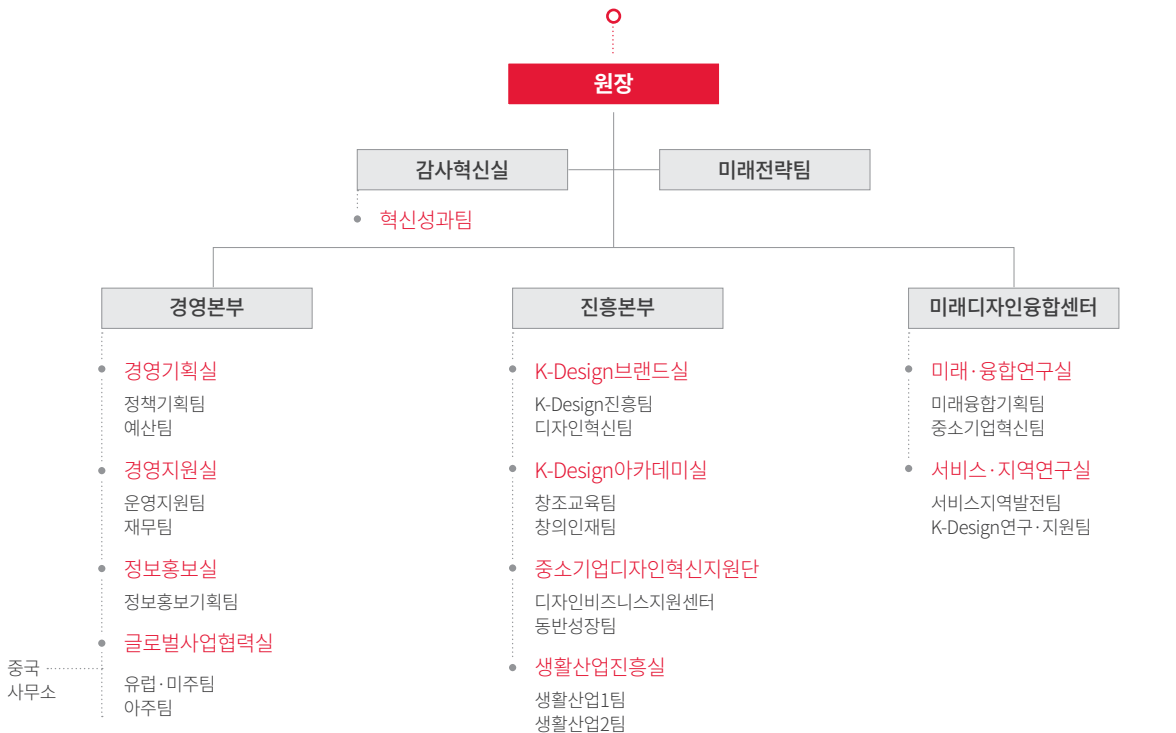 원장
감사혁신실
미래전략팀
혁신성과팀
경영본부
경영기획실
정책기획팀
예산팀
경영지원실
운영지원팀
재무팀
정보홍보실
정보홍보기획팀
글로벌사업협력실
중국
사무소
유럽·미주팀
아주팀
진흥본부
K-Design브랜드실
K-Design진흥팀
디자인혁신팀
K-Design아카데미실
창조교육팀
창의인재팀
중소기업디자인혁신지원단
디자인비즈니스지원센터
동반성장팀
생활산업진흥실
생활산업1팀
생활산업2팀
미래디자인융합센터
미래·융합연구실
미래융합기획팀
중소기업혁신팀
서비스·지역연구실
서비스지역발전팀
K-Design연구·지원팀